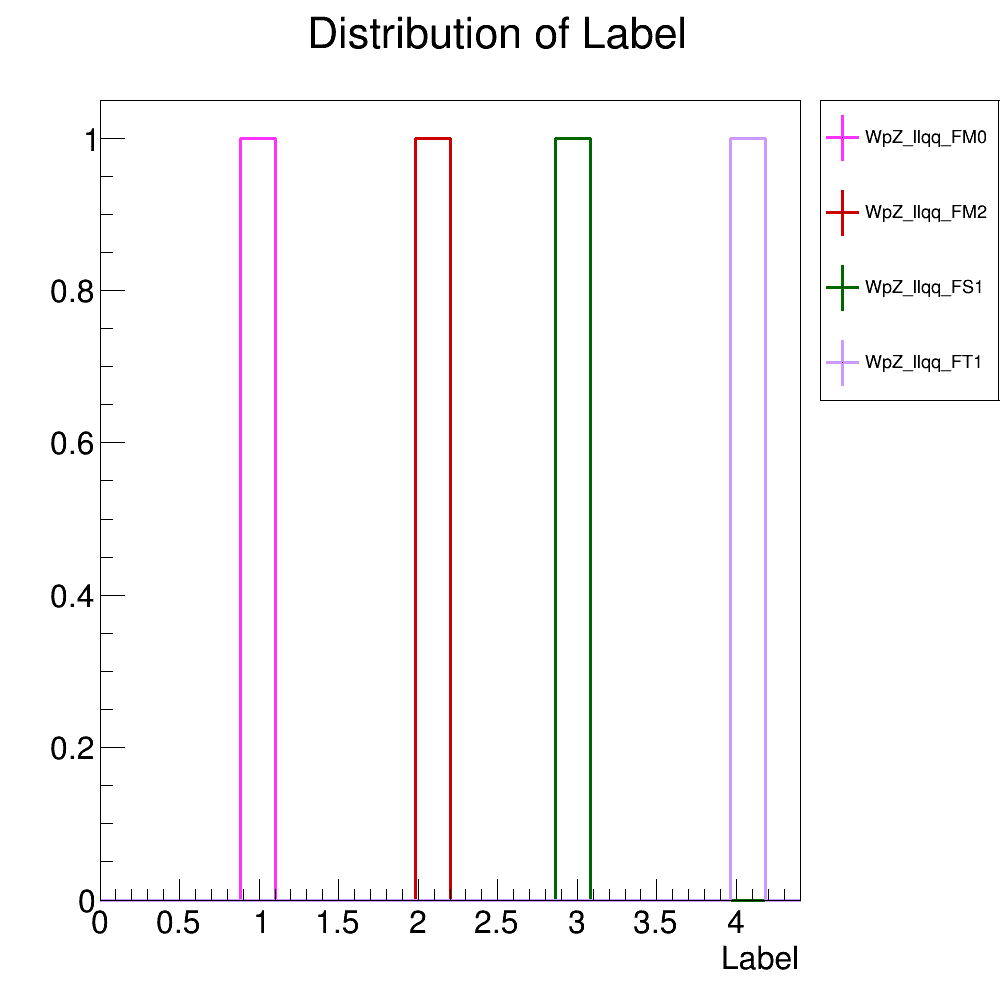 Distribution of Label
1
0.8
0.6
0.4
0.2
0
0 0.5 1 1.5 2 2.5 3 3.5 4
Label
WpZ_llqq_FM0
WpZ_llqq_FM2
WpZ_llqq_FS1
WpZ_llqq_FT1